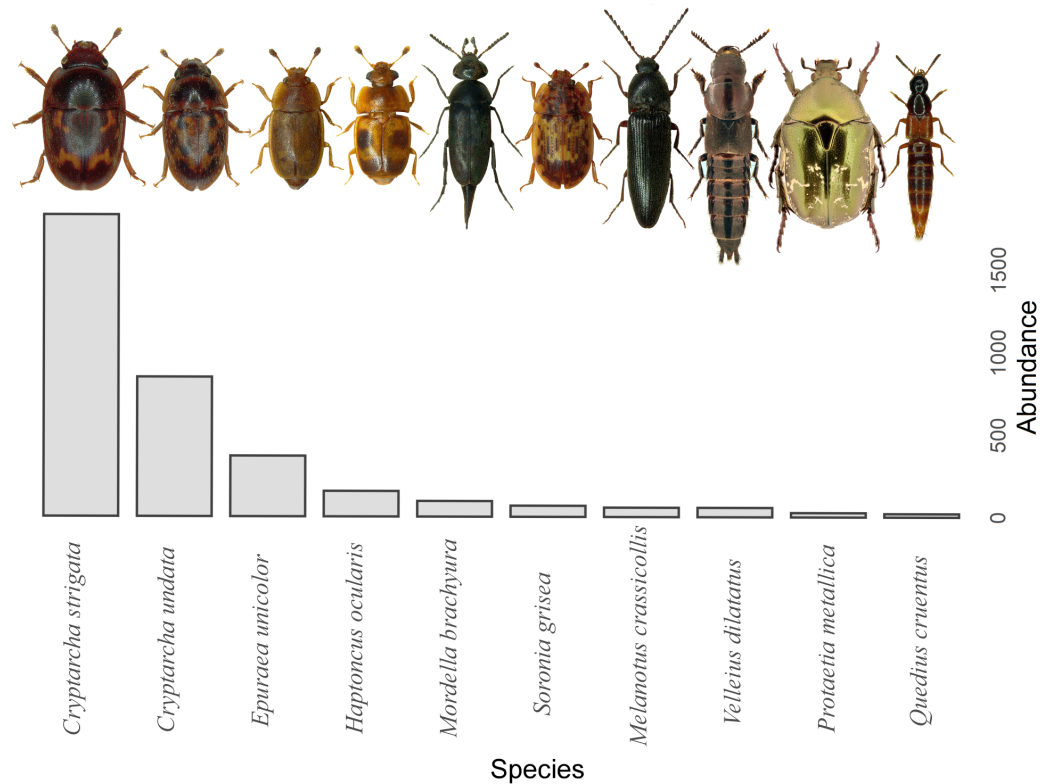 1500
1000
500
0
Abundance
Cryptarcha strigata
Cryptarcha undata
Epuraea unicolor
Haptoncus ocularis
Mordella brachyura
Soronia grisea
Melanotus crassicollis
Velleius dilatatus
Protaetia metallica
Quedius cruentus
Species